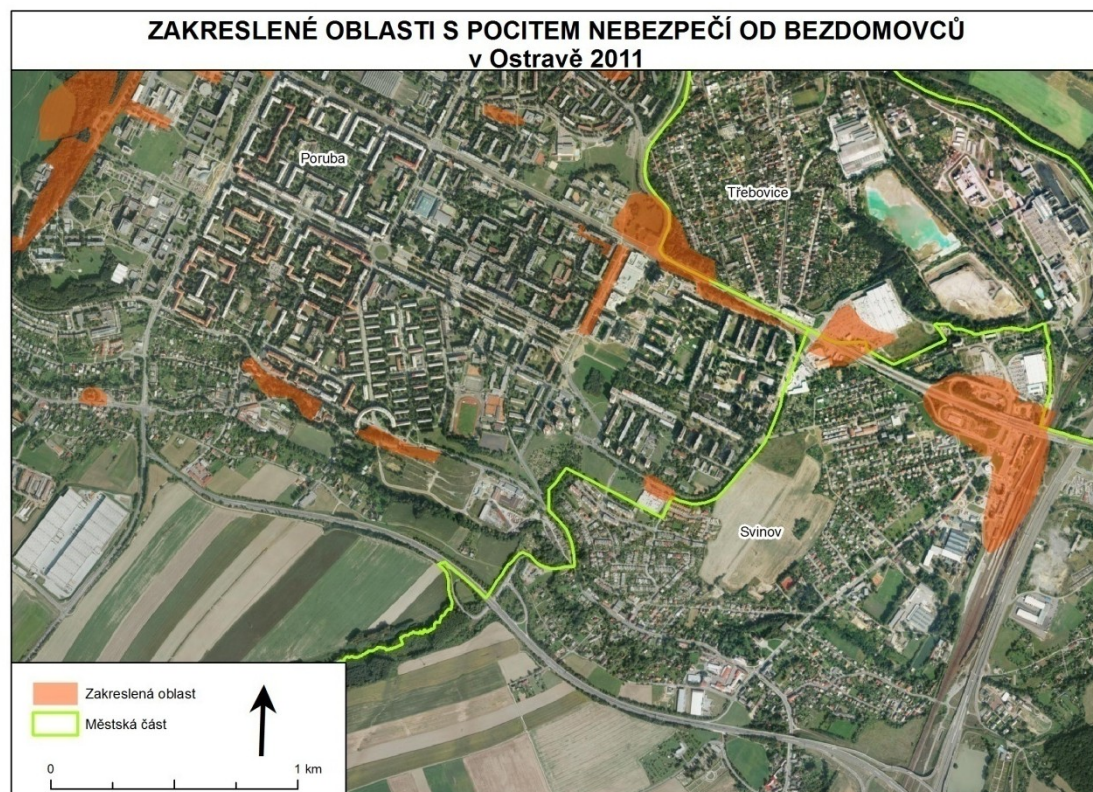 ZAKRESLENÉ OBLASTI S POCITEM NEBEZPEČÍ OD BEZDOMOVCŮ
v Ostravě 2011
Poruba
Třebovice
Svinov
Zakreslená oblast
Městská část
0 1 km